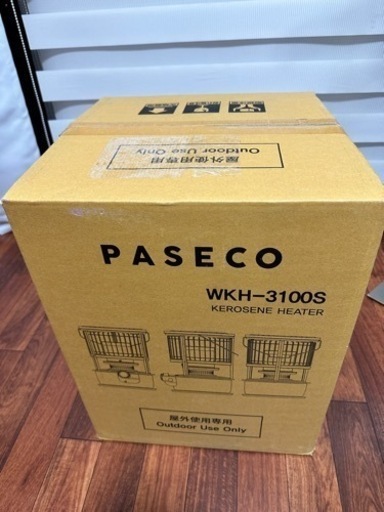 屋外使用専用
Outdoor Use Only
PASECO
WKH-3100S
KEROSENE HEATER
屋外使用専用
Outdoor Use Only